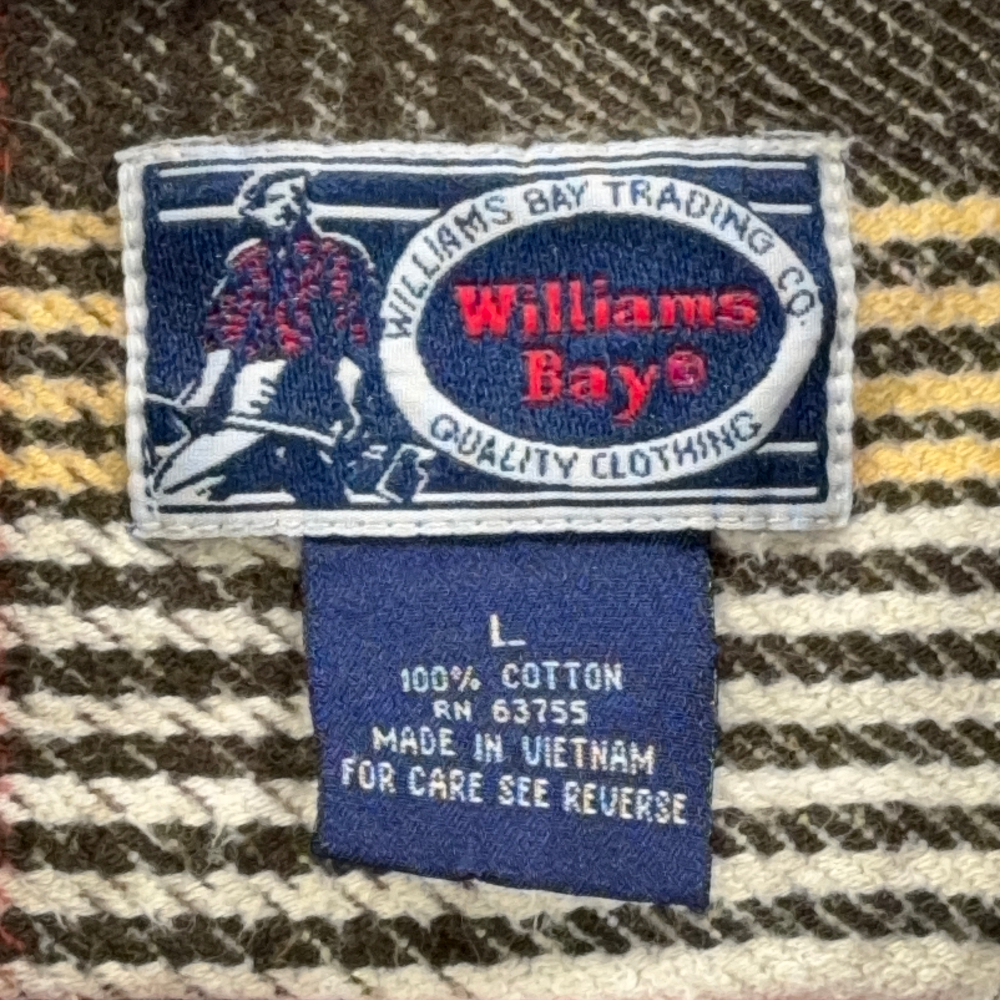 WILLIAMS BAY TRADING CO.
Williams
Bay®
QUALITY CLOTHING
L
100% COTTON
RN 63755
MADE IN VIETNAM
FOR CARE SEE REVERSE